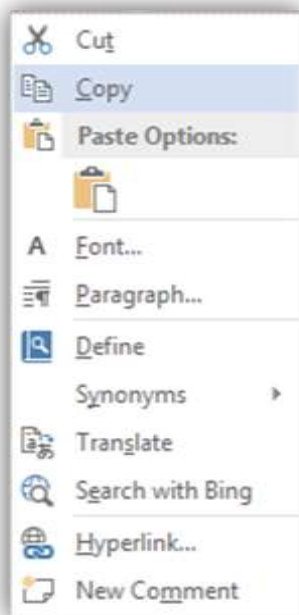 Cut
Copy
Paste Options:
A Font...
Paragraph...
Define
Synonyms
Translate
Search with Bing
Hyperlink...
New Comment